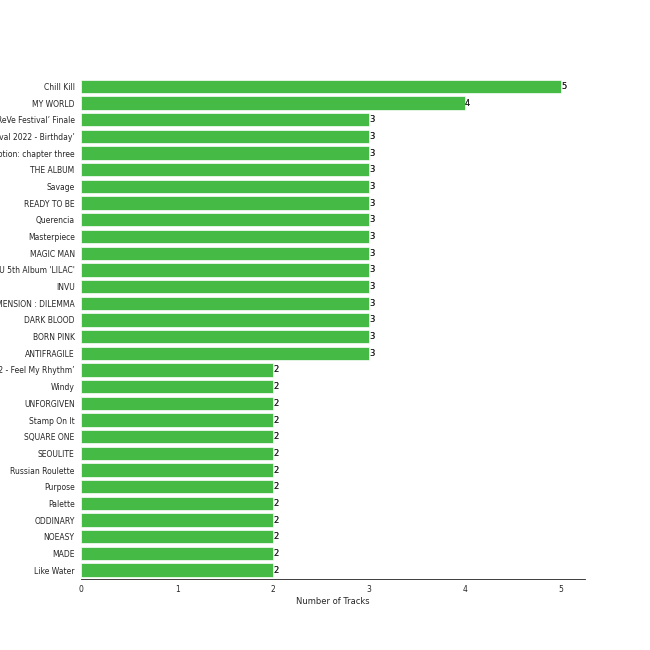 Chill Kill 5
MY WORLD 4
ReVe Festival’ Finale 3
val 2022 - Birthday’ 3
ption: chapter three 3
THE ALBUM 3
Savage 3
READY TO BE 3
Querencia 3
Masterpiece 3
MAGIC MAN 3
U 5th Album 'LILAC' 3
INVU 3
MENSION : DILEMMA 3
DARK BLOOD 3
BORN PINK 3
ANTIFRAGILE 3
2 - Feel My Rhythm’ 2
Windy 2
UNFORGIVEN 2
Stamp On It 2
SQUARE ONE 2
SEOULITE 2
Russian Roulette 2
Purpose 2
Palette 2
ODDINARY 2
NOEASY 2
MADE 2
Like Water 2
0 1 2 3 4 5
Number of Tracks